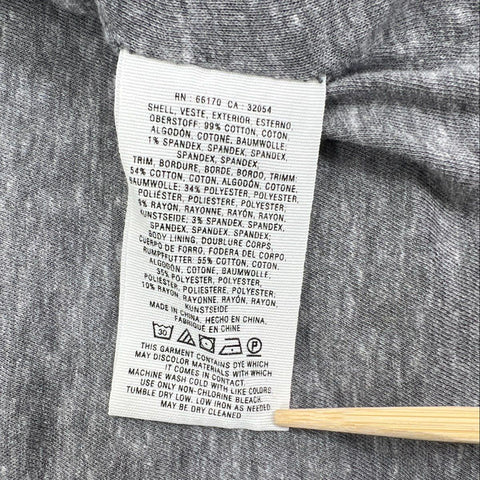 RN : 66170 CA : 32054
SHELL, VESTE, EXTERIOR, ESTERNO,
OBERSTOFF: 99% COTTON, COTON
ALGODÓN, COTONE, BAUMWOLLE;
1% SPANDEX, SPANDEX,
SPANDEX, SPANDEX
TRIM, BORDURE, BORDE, BORDO, TRIMM:
54% COTTON, COTON, ALGODÓN, COTONE,
BAUMWOLLE; 34% POLYESTER, POLYESTER,
POLIÉSTER, POLIESTERE, POLYESTER;
9% RAYON, RAYONNE, RAYÓN, RAYON,
KUNSTSEIDE; 3% SPANDEX, SPANDEX,
SPANDEX, SPANDEX, SPANDEX
BODY LINING, DOUBLURE CORPS,
CUERPO DE FORRO, FODERA DEL CORPO,
RUMPFFUTTER: 55% COTTON, COTON,
ALGODÓN, COTONE, BAUMWOLLE;
35% POLYESTER, POLYESTER,
POLIÉSTER, POLIESTERE, POLYESTER;
10% RAYON, RAYONNE, RAYÓN, RAYON,
KUNSTSEIDE
MADE IN CHINA, HECHO EN CHINA,
FABRIQUÉ EN CHINE
30 P
THIS GARMENT CONTAINS DYE WHICH
MAY DISCOLOR MATERIALS WITH WHICH
IT COMES IN CONTACT
MACHINE WASH COLD WITH LIKE COLORS
USE ONLY NON-CHLORINE BLEACH.
TUMBLE DRY LOW. LOW IRON AS NEEDED
MAY BE DRY CLEANED